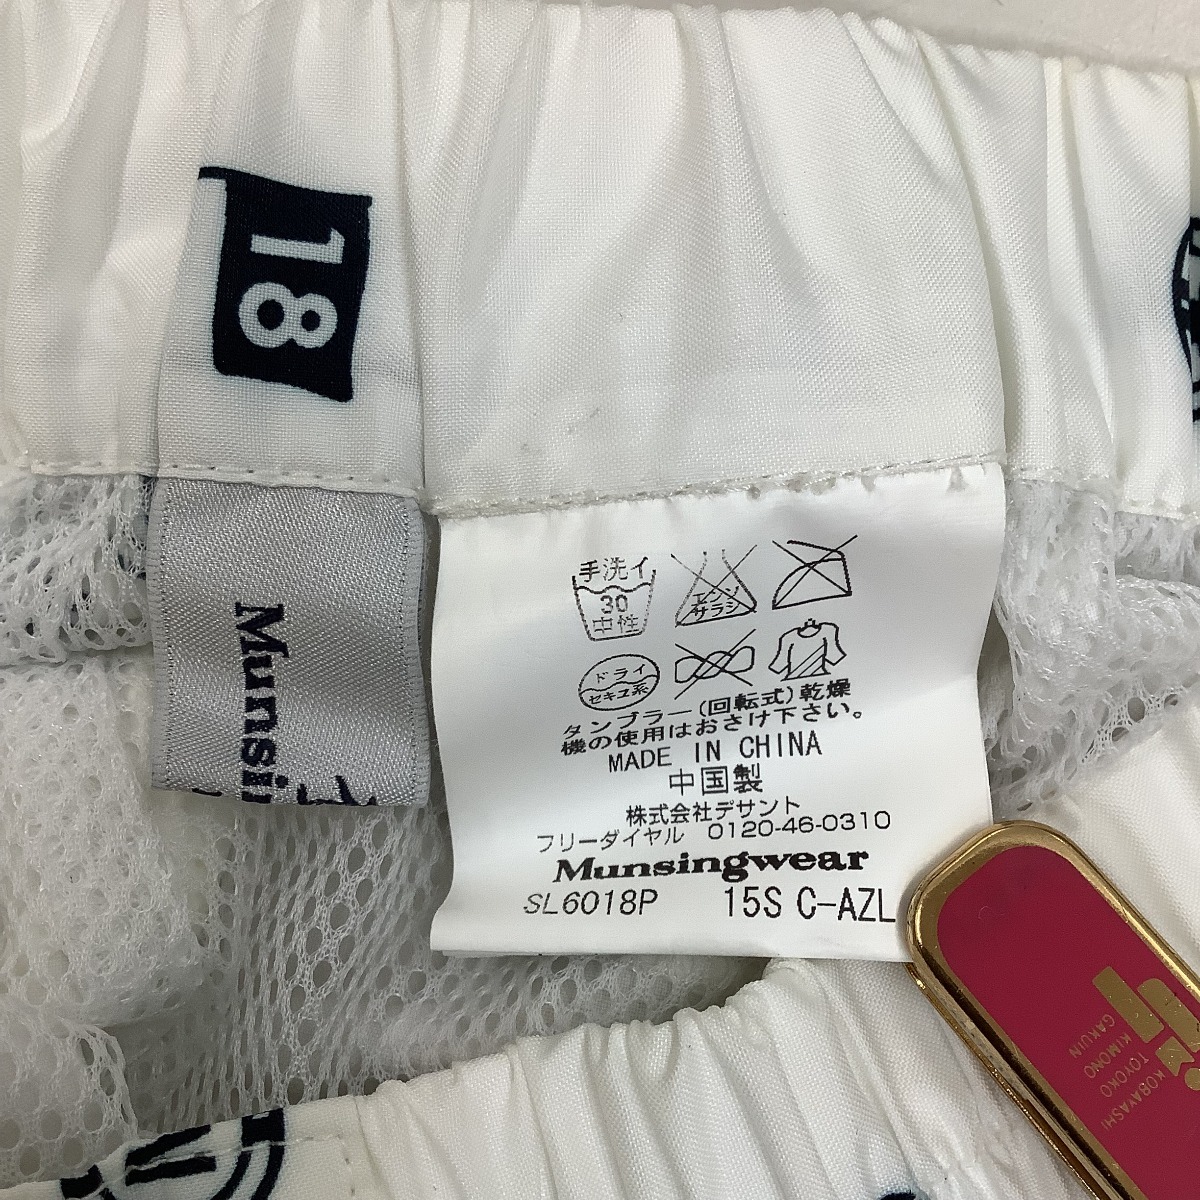 18
Munsin
手洗イ
30
中性
エンソ
サラシ
ドライ
セキユ系
タンブラー(回転式)乾燥
機の使用はおさけ下さい。
MADE IN CHINA
中国製
株式会社デサント
フリーダイヤル 0120-46-0310
Munsingwear
SL6018P 15S C-AZL
KOBAYASHI
TOYOKO
KIMONO
GAKUIN